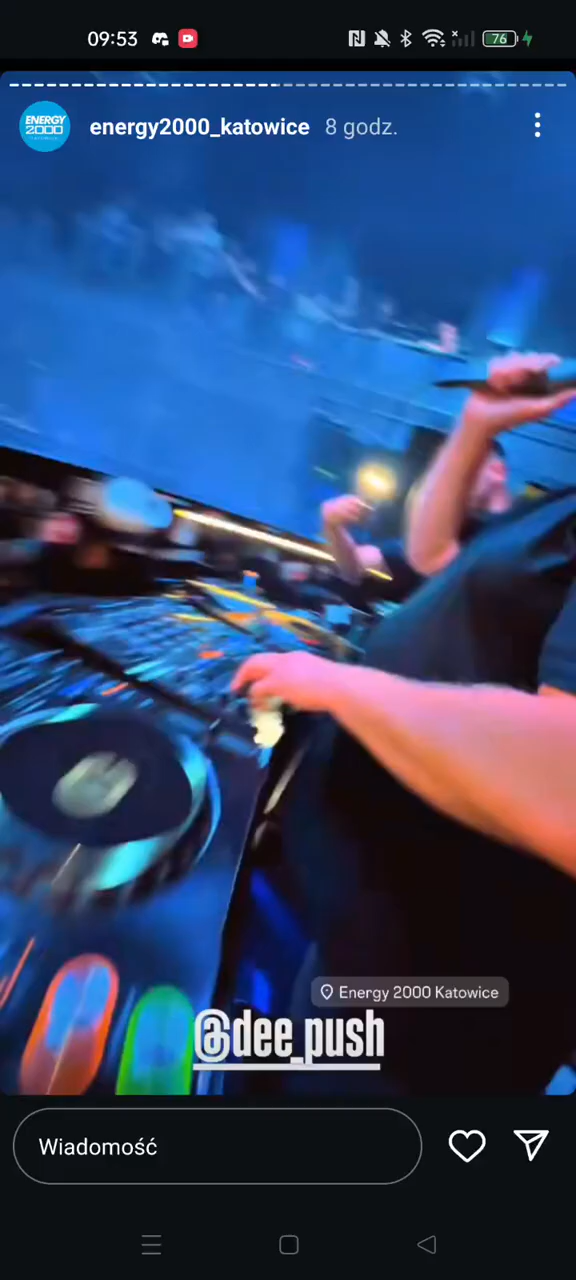 09:53
76
ENERGY
2000
energy2000_katowice 8 godz.
Energy 2000 Katowice
@dee_push
Wiadomość